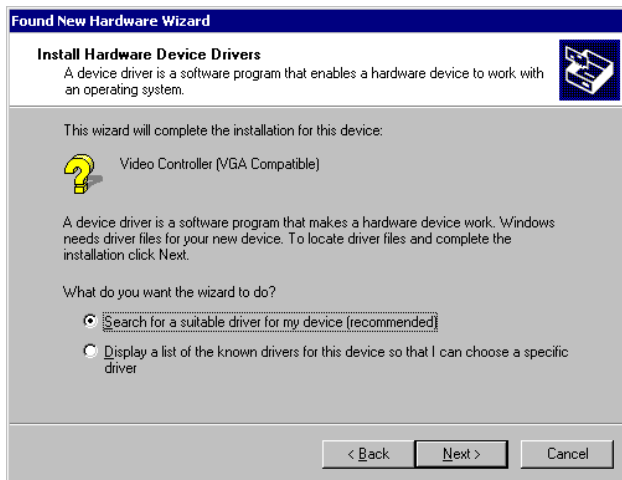 Found New Hardware Wizard
Install Hardware Device Drivers
A device driver is a software program that enables a hardware device to work with
an operating system.
This wizard will complete the installation for this device:
Video Controller (VGA Compatible)
A device driver is a software program that makes a hardware device work. Windows
needs driver files for your new device. To locate driver files and complete the
installation click Next.
What do you want the wizard to do?
Search for a suitable driver for my device (recommended)
Display a list of the known drivers for this device so that I can choose a specific
driver
< Back Next > Cancel